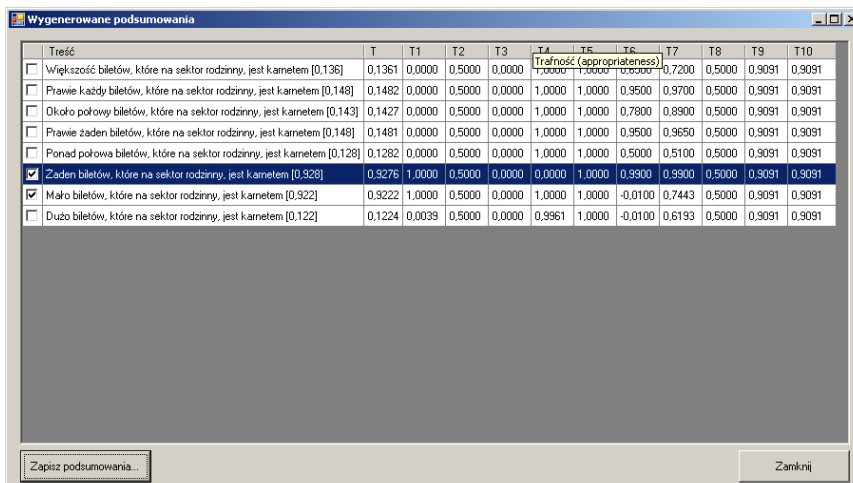 Wygenerowane podsumowania
Treść T T1 T2 T3 T4 T5 T6 T7 T8 T9 T10
Trafność (appropriateness)
Większość biletów, które na sektor rodzinny, jest karnetem [0,136] 0,1361 0,0000 0,5000 0,0000 1,0000 1,0000 0,8500 0,7200 0,5000 0,9091 0,9091
Prawie każdy biletów, które na sektor rodzinny, jest karnetem [0,148] 0,1482 0,0000 0,5000 0,0000 1,0000 1,0000 0,9500 0,9700 0,5000 0,9091 0,9091
Około połowy biletów, które na sektor rodzinny, jest karnetem [0,143] 0,1427 0,0000 0,5000 0,0000 1,0000 1,0000 0,7800 0,8900 0,5000 0,9091 0,9091
Prawie żaden biletów, które na sektor rodzinny, jest karnetem [0,148] 0,1481 0,0000 0,5000 0,0000 1,0000 1,0000 0,9500 0,9650 0,5000 0,9091 0,9091
Ponad połowa biletów, które na sektor rodzinny, jest karnetem [0,128] 0,1282 0,0000 0,5000 0,0000 1,0000 1,0000 0,5000 0,5100 0,5000 0,9091 0,9091
Żaden biletów, które na sektor rodzinny, jest karnetem [0,928] 0,9276 1,0000 0,5000 0,0000 0,0000 1,0000 0,9900 0,9900 0,5000 0,9091 0,9091
Mało biletów, które na sektor rodzinny, jest karnetem [0,922] 0,9222 1,0000 0,5000 0,0000 1,0000 1,0000 -0,0100 0,7443 0,5000 0,9091 0,9091
Dużo biletów, które na sektor rodzinny, jest karnetem [0,122] 0,1224 0,0039 0,5000 0,0000 0,9961 1,0000 -0,0100 0,6193 0,5000 0,9091 0,9091
Zapisz podsumowania... Zamknij